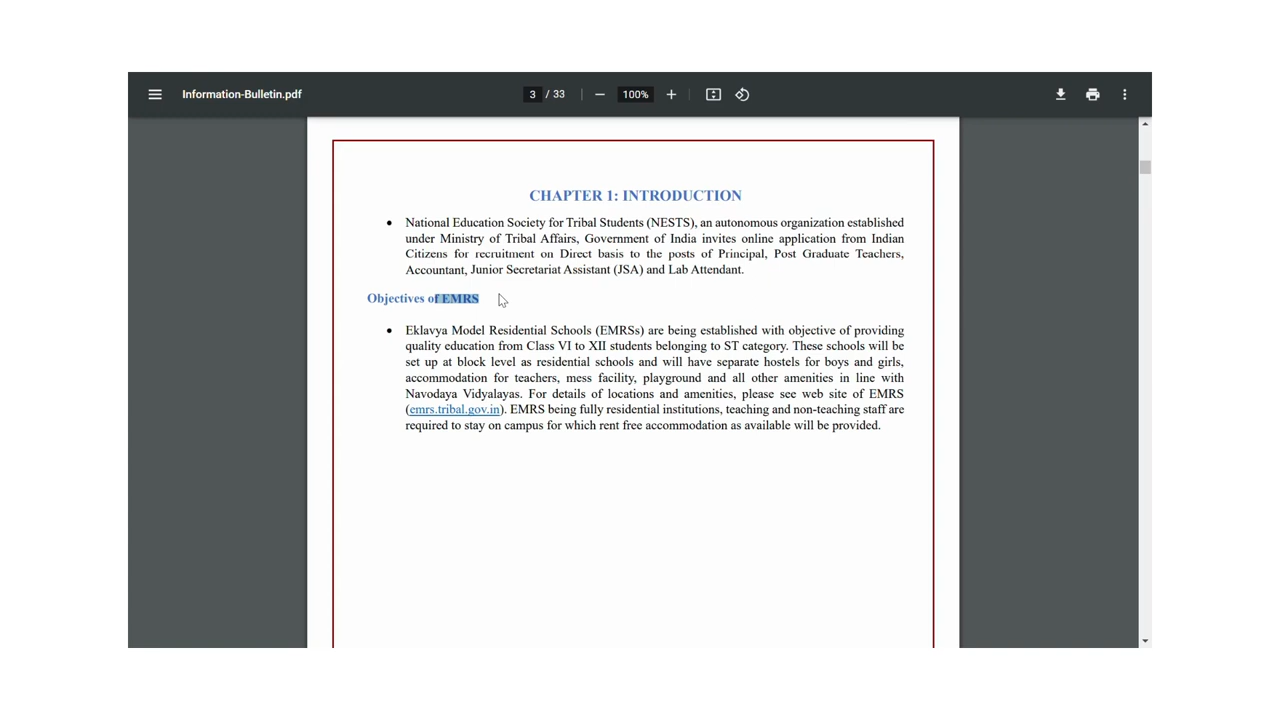 Information-Bulletin.pdf
3 / 33
100%
CHAPTER 1: INTRODUCTION
• National Education Society for Tribal Students (NESTS), an autonomous organization established
under Ministry of Tribal Affairs, Government of India invites online application from Indian
Citizens for recruitment on Direct basis to the posts of Principal, Post Graduate Teachers,
Accountant, Junior Secretariat Assistant (JSA) and Lab Attendant.
Objectives of EMRS
• Eklavya Model Residential Schools (EMRSs) are being established with objective of providing
quality education from Class VI to XII students belonging to ST category. These schools will be
set up at block level as residential schools and will have separate hostels for boys and girls,
accommodation for teachers, mess facility, playground and all other amenities in line with
Navodaya Vidyalayas. For details of locations and amenities, please see web site of EMRS
(emrs.tribal.gov.in). EMRS being fully residential institutions, teaching and non-teaching staff are
required to stay on campus for which rent free accommodation as available will be provided.